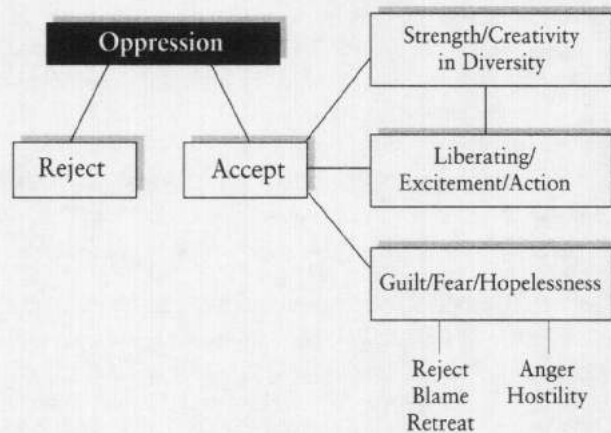 Oppression
Reject
Accept
Strength/Creativity
in Diversity
Liberating/
Excitement/Action
Guilt/Fear/Hopelessness
Reject
Blame
Retreat
Anger
Hostility